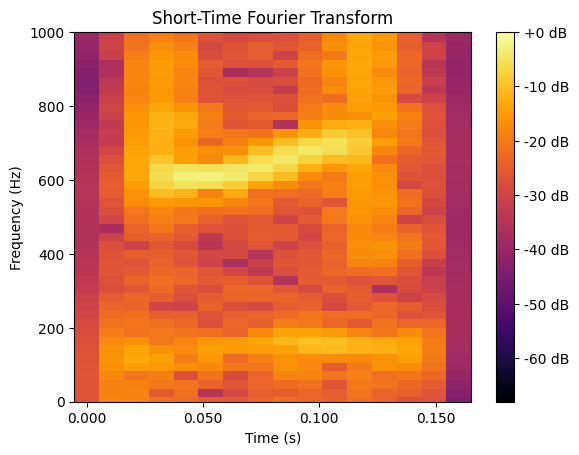 Short-Time Fourier Transform
Frequency (Hz)
1000
800
600
400
200
0
0.000
0.050
0.100
0.150
Time (s)
+0 dB
-10 dB
-20 dB
-30 dB
-40 dB
-50 dB
-60 dB